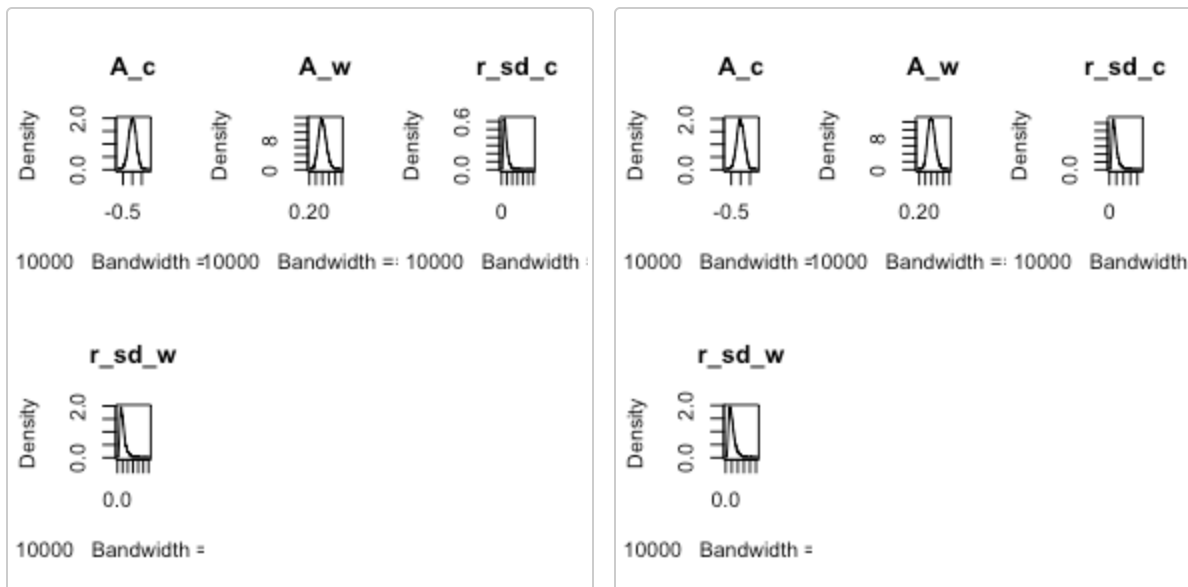 A_c A_w r_sd_c
Density 0.0 2.0 Density 0 8 Density 0.0 0.6
-0.5 0.20 0
10000 Bandwidth = 10000 Bandwidth = 10000 Bandwidth
r_sd_w
Density 0.0 2.0
0.0
10000 Bandwidth =
A_c A_w r_sd_c
Density 0.0 2.0 Density 0 8 Density 0.0
-0.5 0.20 0
10000 Bandwidth = 10000 Bandwidth = 10000 Bandwidth
r_sd_w
Density 0.0 2.0
0.0
10000 Bandwidth =